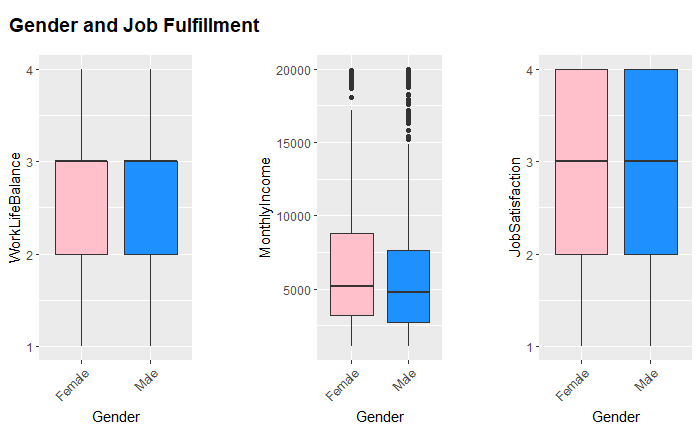 Gender and Job Fulfillment
WorkLifeBalance
4
3
2
1
Female
Male
Gender
MonthlyIncome
20000
15000
10000
5000
Female
Male
Gender
JobSatisfaction
4
3
2
1
Female
Male
Gender